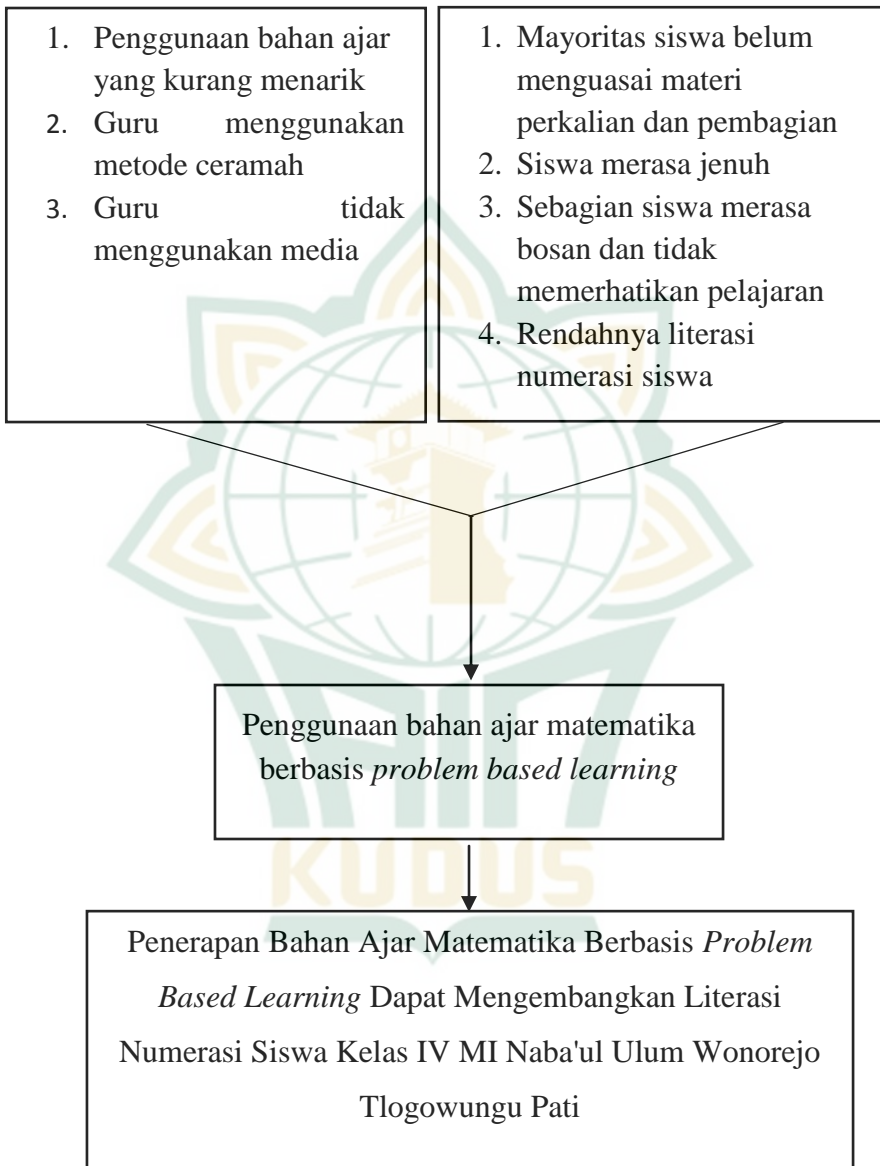 1. Penggunaan bahan ajar
yang kurang menarik
2. Guru menggunakan
metode ceramah
3. Guru tidak
menggunakan media
1. Mayoritas siswa belum
menguasai materi
perkalian dan pembagian
2. Siswa merasa jenuh
3. Sebagian siswa merasa
bosan dan tidak
memerhatikan pelajaran
4. Rendahnya literasi
numerasi siswa
Penggunaan bahan ajar matematika
berbasis problem based learning
IAIN
KUDUS
Penerapan Bahan Ajar Matematika Berbasis Problem
Based Learning Dapat Mengembangkan Literasi
Numerasi Siswa Kelas IV MI Naba'ul Ulum Wonorejo
Tlogowungu Pati